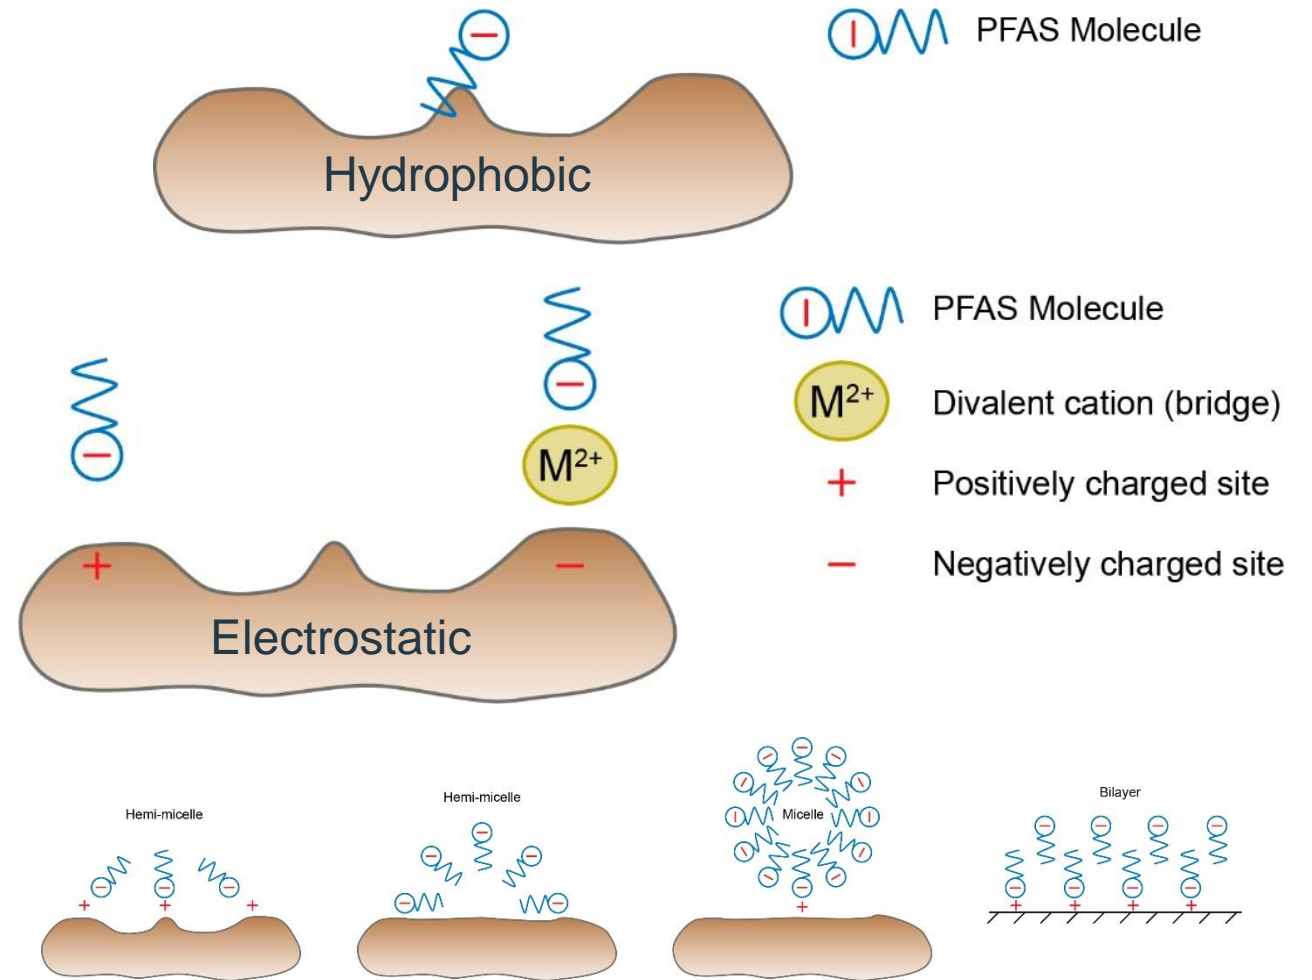 PFAS Molecule
Hydrophobic
PFAS Molecule
M²⁺ Divalent cation (bridge)
M²⁺
+ Positively charged site
− Negatively charged site
+ −
Electrostatic
Hemi-micelle
Hemi-micelle
Micelle
Bilayer